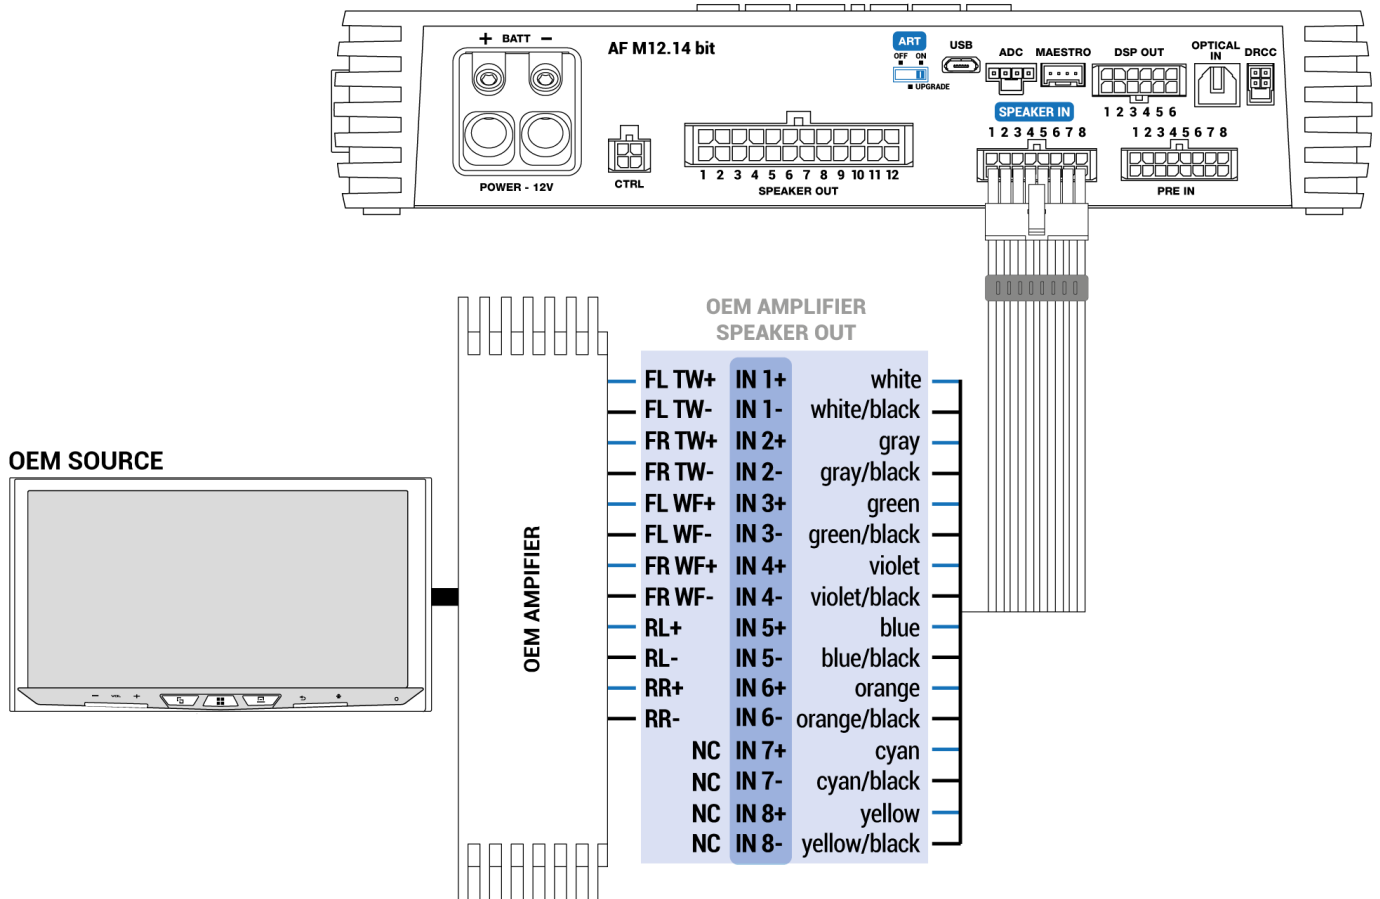 + BATT −
AF M12.14 bit
ART
OFF ON
UPGRADE
USB
ADC
MAESTRO
DSP OUT
OPTICAL
IN
DRCC
SPEAKER IN
1 2 3 4 5 6
1 2 3 4 5 6 7 8
1 2 3 4 5 6 7 8
POWER - 12V
CTRL
1 2 3 4 5 6 7 8 9 10 11 12
SPEAKER OUT
PRE IN
OEM AMPLIFIER
SPEAKER OUT
FL TW+ IN 1+ white
FL TW- IN 1- white/black
FR TW+ IN 2+ gray
FR TW- IN 2- gray/black
FL WF+ IN 3+ green
FL WF- IN 3- green/black
FR WF+ IN 4+ violet
FR WF- IN 4- violet/black
RL+ IN 5+ blue
RL- IN 5- blue/black
RR+ IN 6+ orange
RR- IN 6- orange/black
NC IN 7+ cyan
NC IN 7- cyan/black
NC IN 8+ yellow
NC IN 8- yellow/black
OEM SOURCE
− VOL +
OEM AMPIFIER